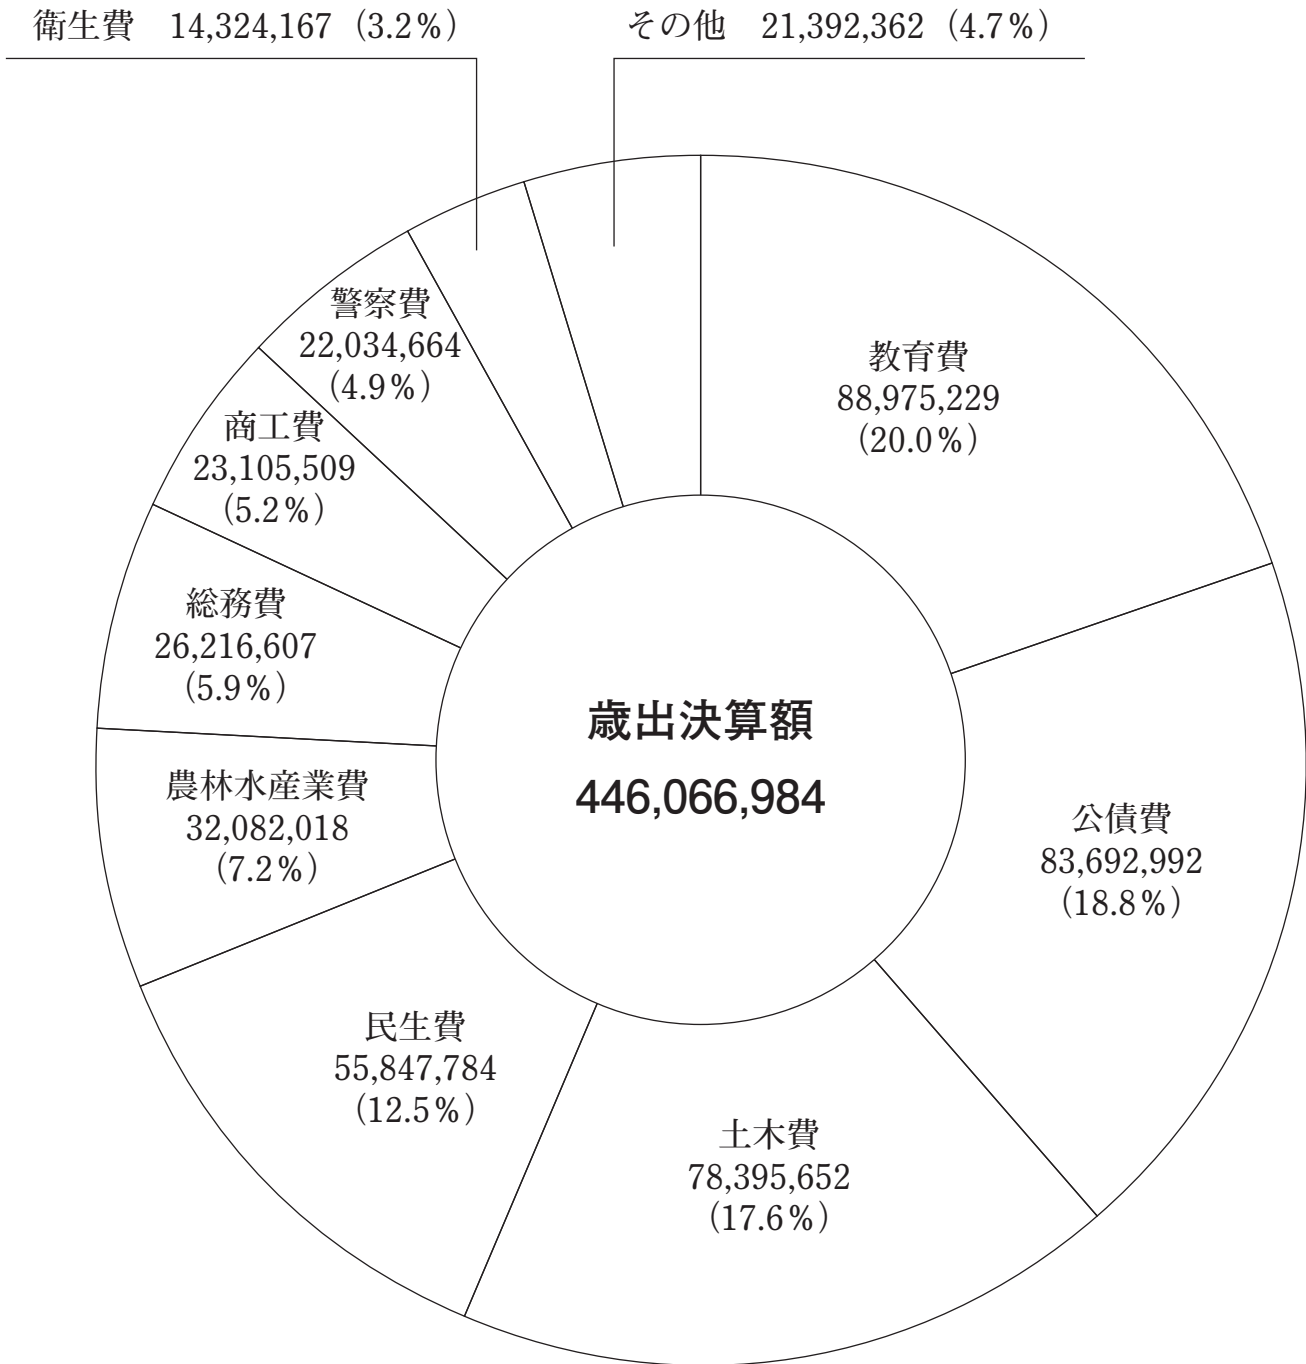 衛生費　14,324,167（3.2％）
その他　21,392,362（4.7％）
教育費
88,975,229
（20.0％）
公債費
83,692,992
（18.8％）
土木費
78,395,652
（17.6％）
民生費
55,847,784
（12.5％）
農林水産業費
32,082,018
（7.2％）
総務費
26,216,607
（5.9％）
商工費
23,105,509
（5.2％）
警察費
22,034,664
（4.9％）
歳出決算額
446,066,984